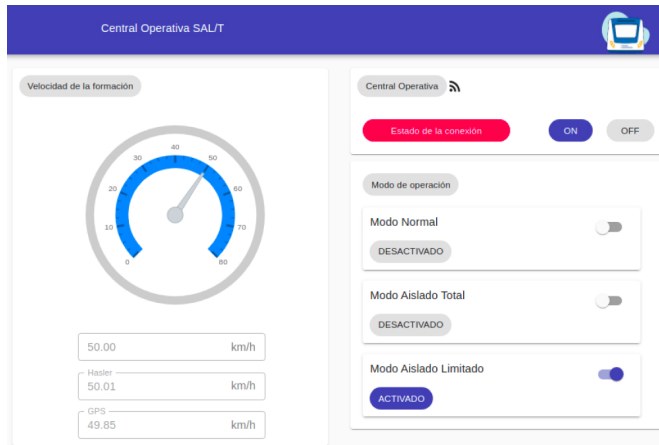 Central Operativa SAL/T
Velocidad de la formación
0
10
20
30
40
50
60
70
80
50.00 km/h
Hasler
50.01 km/h
GPS
49.85 km/h
Central Operativa
Estado de la conexión ON OFF
Modo de operación
Modo Normal
DESACTIVADO
Modo Aislado Total
DESACTIVADO
Modo Aislado Limitado
ACTIVADO